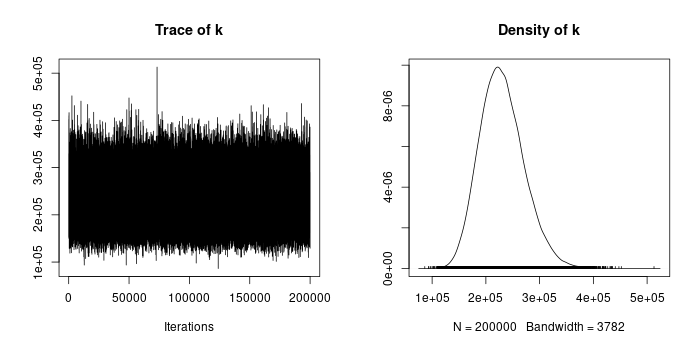 Trace of k
5e+05
4e+05
3e+05
2e+05
1e+05
0 50000 100000 150000 200000
Iterations
Density of k
8e-06
4e-06
0e+00
1e+05 2e+05 3e+05 4e+05 5e+05
N = 200000 Bandwidth = 3782